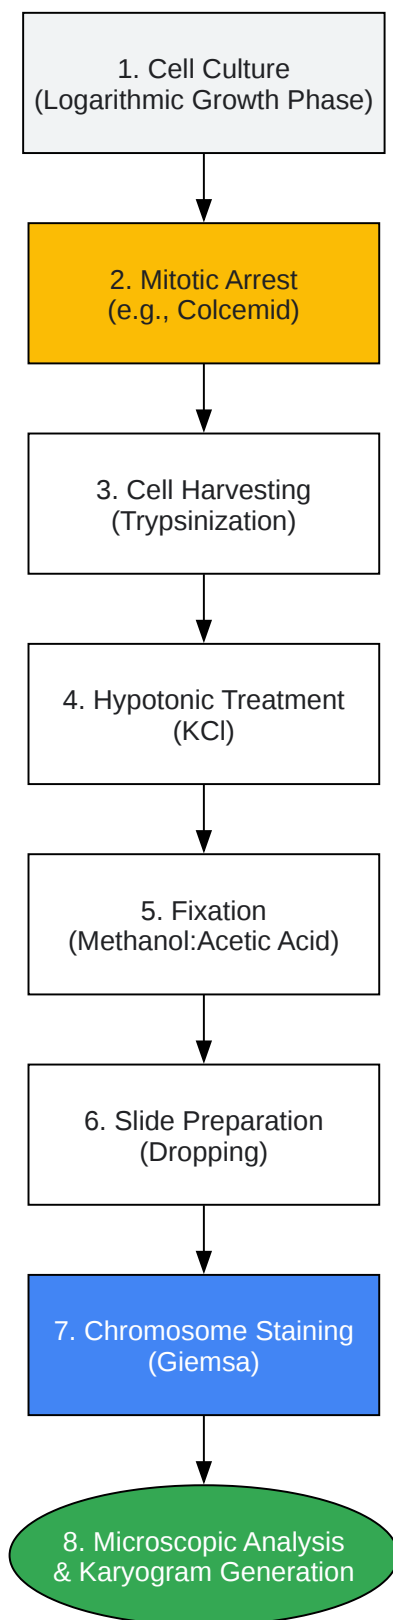 1. Cell Culture
(Logarithmic Growth Phase)
2. Mitotic Arrest
(e.g., Colcemid)
3. Cell Harvesting
(Trypsinization)
4. Hypotonic Treatment
(KCl)
5. Fixation
(Methanol:Acetic Acid)
6. Slide Preparation
(Dropping)
7. Chromosome Staining
(Giemsa)
8. Microscopic Analysis
& Karyogram Generation